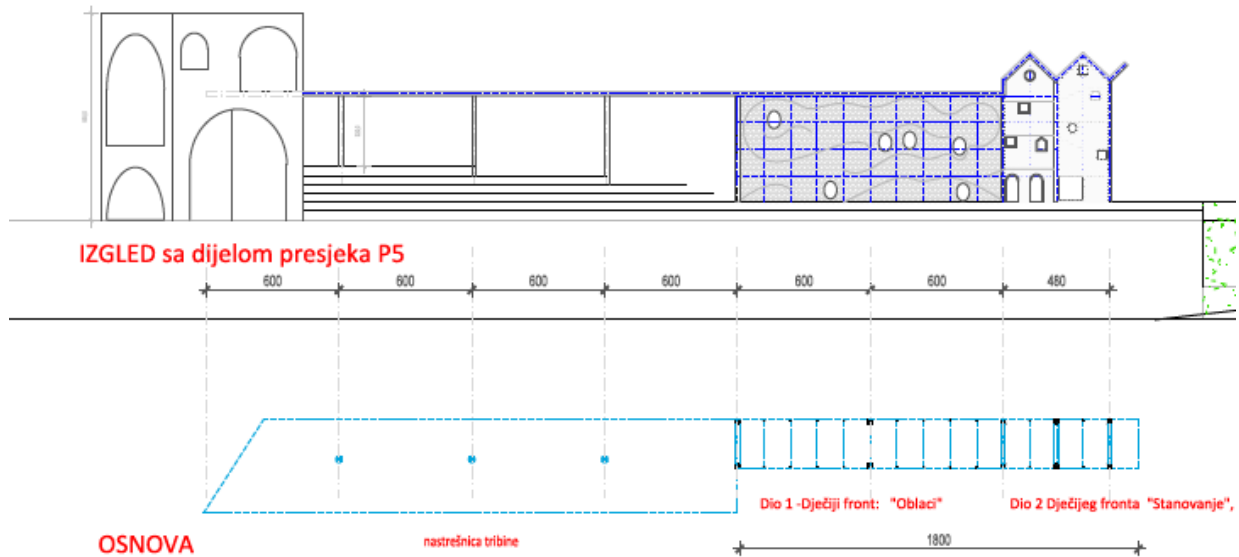 IZGLED sa dijelom presjeka P5
600 600 600 600 600 600 480
Dio 1 -Dječiji front: "Oblaci" Dio 2 Dječijeg fronta "Stanovanje",
OSNOVA nastrešnica tribine 1800